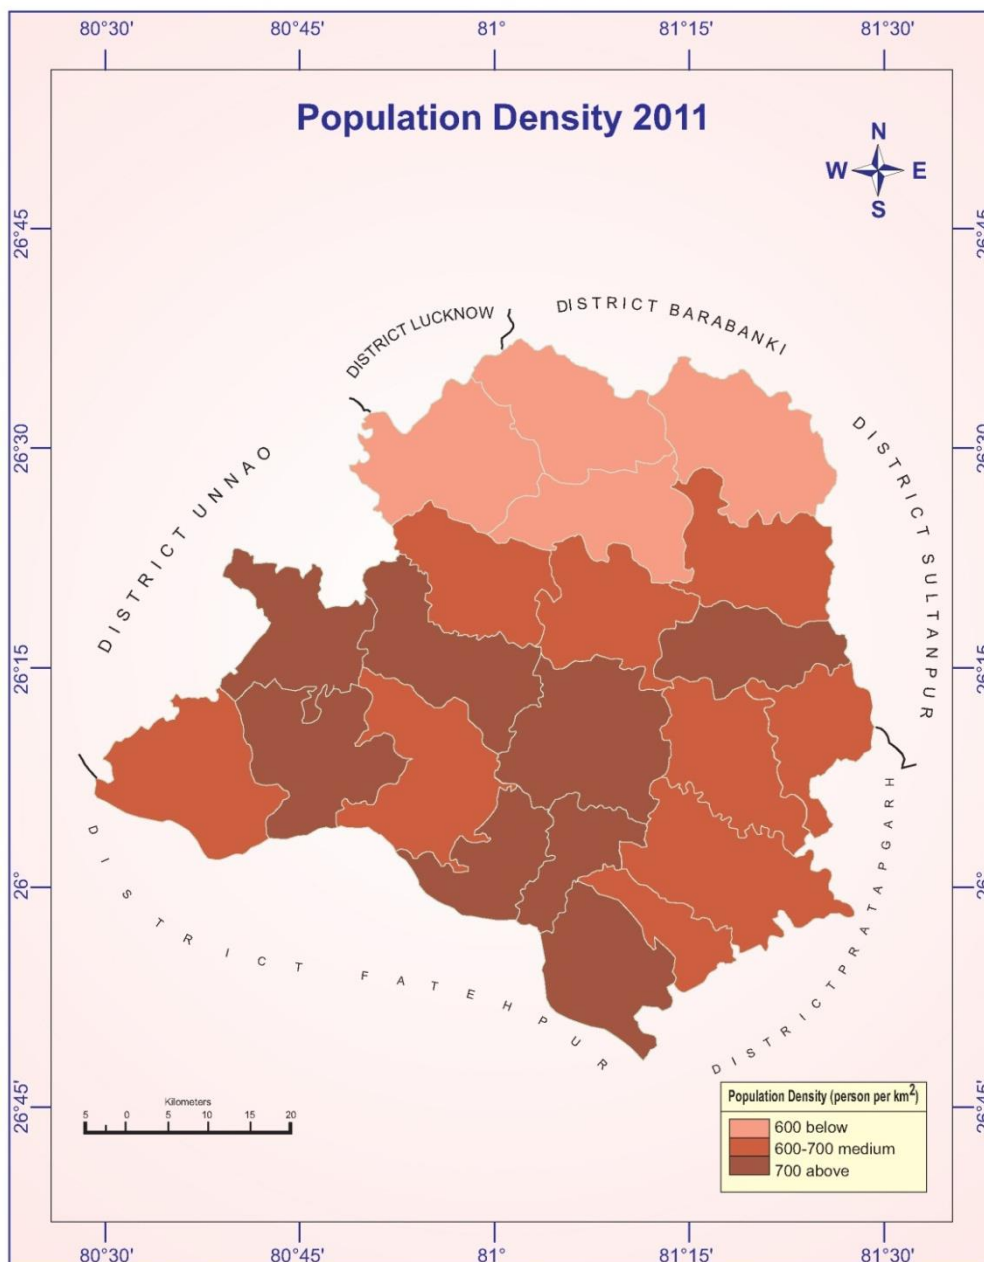 80°30'
80°45'
81°
81°15'
81°30'
Population Density 2011
N
W
E
S
26°45
26°45
DISTRICT LUCKNOW
DISTRICT BARABANKI
26°30
26°30
DISTRICT UNNAO
DISTRICT SULTANPUR
26°15
26°15
26°
26°
DISTRICT FATEHPUR
DISTRICTPRATAPGARH
26°45'
26°45'
Kilometers
5 0 5 10 15 20
Population Density (person per km²)
600 below
600-700 medium
700 above
80°30'
80°45'
81°
81°15'
81°30'